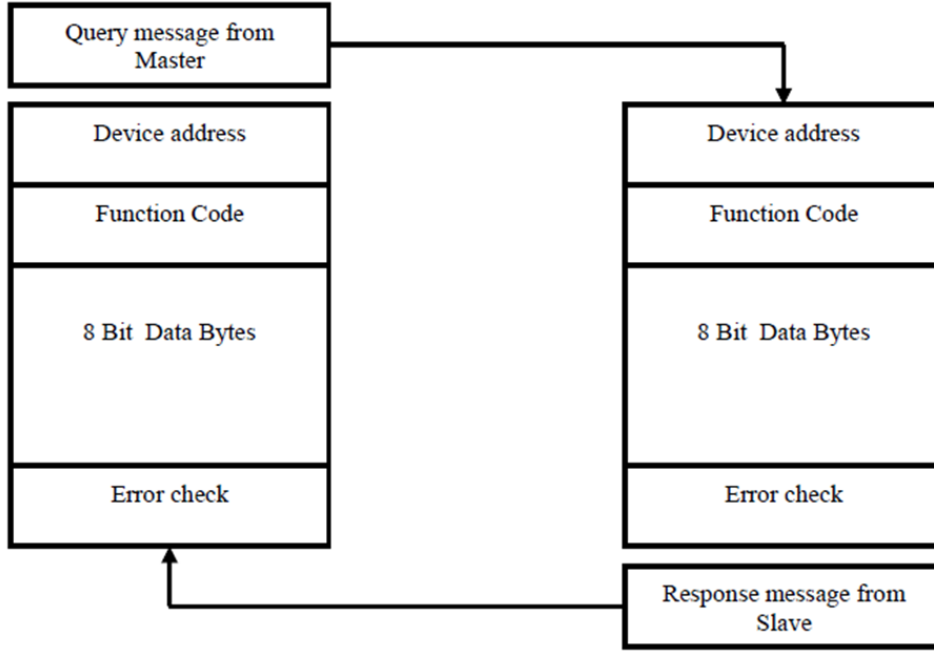 Query message from
Master
Device address
Function Code
8 Bit  Data Bytes
Error check
Device address
Function Code
8 Bit  Data Bytes
Error check
Response message from
Slave